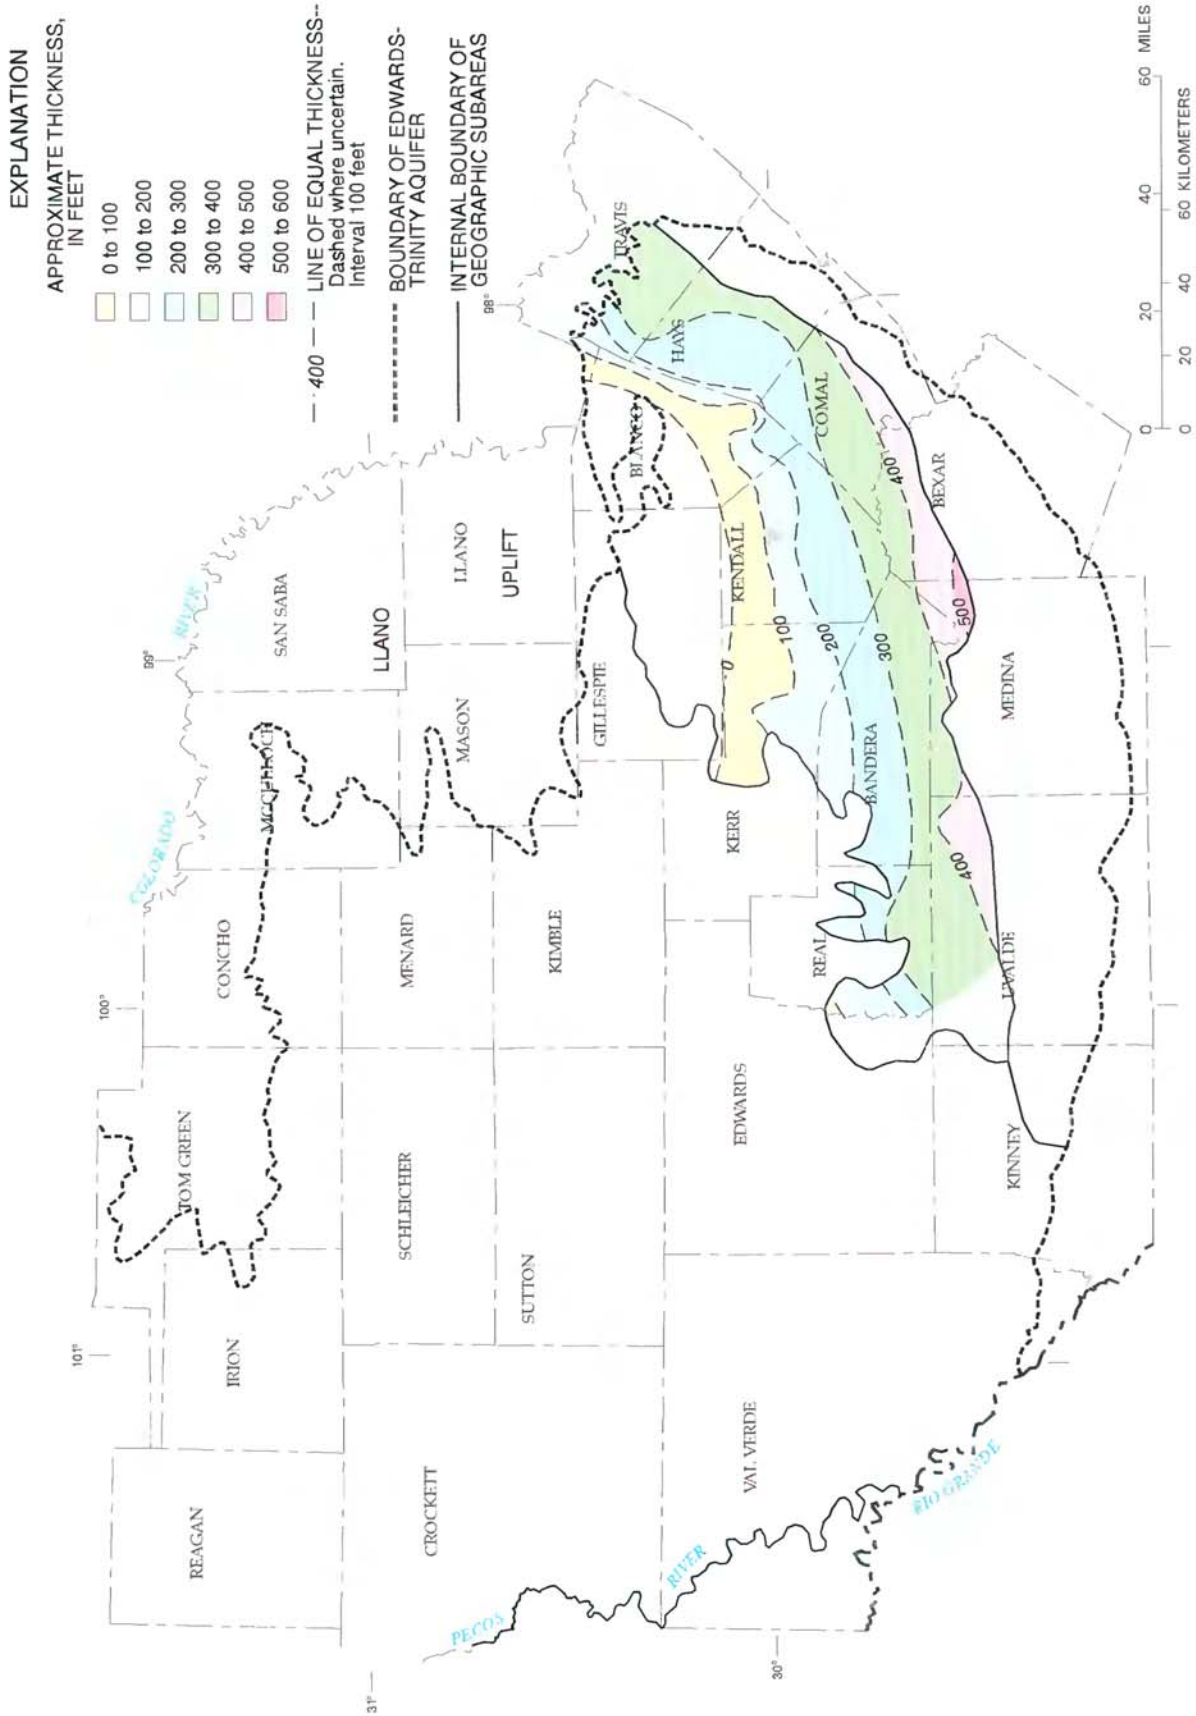 EXPLANATION
APPROXIMATE THICKNESS,
IN FEET
0 to 100
100 to 200
200 to 300
300 to 400
400 to 500
500 to 600
— 400 — LINE OF EQUAL THICKNESS--
Dashed where uncertain.
Interval 100 feet
BOUNDARY OF EDWARDS-
TRINITY AQUIFER
INTERNAL BOUNDARY OF
GEOGRAPHIC SUBAREAS
101°
100°
99°
98°
31°
30°
COLORADO
RIVER
PECOS
RIVER
RIO GRANDE
REAGAN
IRION
TOM GREEN
CONCHO
MCCULLOCH
SAN SABA
CROCKETT
SCHLEICHER
MENARD
MASON
LLANO
LLANO
UPLIFT
SUTTON
KIMBLE
GILLESPIE
BLANCO
TRAVIS
HAYS
VAL VERDE
EDWARDS
REAL
KERR
KENDALL
COMAL
BANDERA
KINNEY
UVALDE
MEDINA
BEXAR
0
100
200
300
400
400
500
0 20 40 60 MILES
0 20 40 60 KILOMETERS